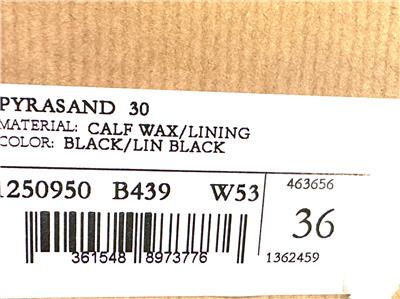 PYRASAND 30
MATERIAL: CALF WAX/LINING
COLOR: BLACK/LIN BLACK
1250950 B439 W53
463656
36
361548 8973776
1362459